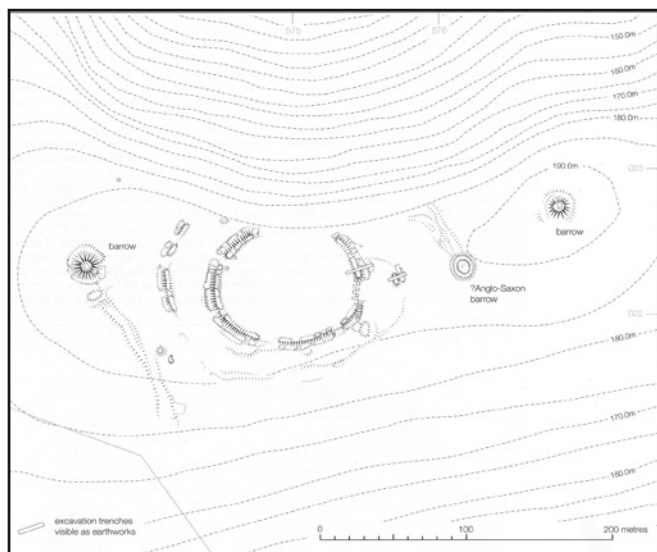 575
576
150.0m
160.0m
170.0m
180.0m
190.0m
023
barrow
barrow
?Anglo-Saxon
barrow
022
180.0m
170.0m
160.0m
excavation trenches
visible as earthworks
0
100
200 metres